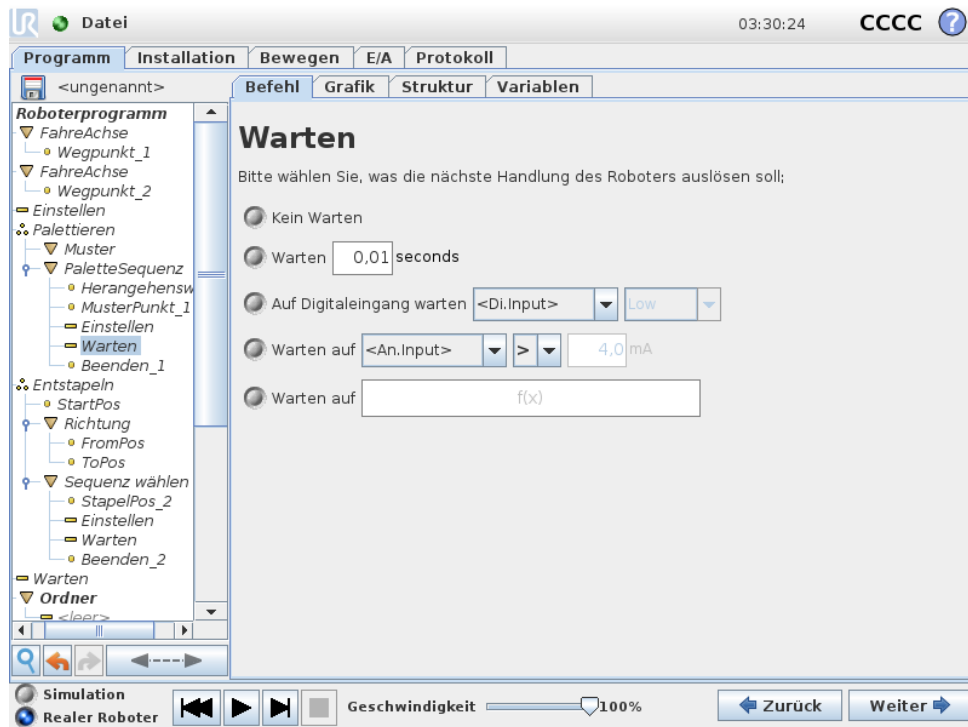 UR Datei 03:30:24 CCCC ?
Programm Installation Bewegen E/A Protokoll
<ungenannt>
Befehl Grafik Struktur Variablen
Roboterprogramm
FahreAchse
Wegpunkt_1
FahreAchse
Wegpunkt_2
Einstellen
Palettieren
Muster
PaletteSequenz
Herangehensw
MusterPunkt_1
Einstellen
Warten
Beenden_1
Entstapeln
StartPos
Richtung
FromPos
ToPos
Sequenz wählen
StapelPos_2
Einstellen
Warten
Beenden_2
Warten
Ordner
<leer>
Warten
Bitte wählen Sie, was die nächste Handlung des Roboters auslösen soll;
Kein Warten
Warten 0,01 seconds
Auf Digitaleingang warten <Di.Input> Low
Warten auf <An.Input> > 4,0 mA
Warten auf f(x)
Simulation
Realer Roboter
Geschwindigkeit 100%
Zurück Weiter